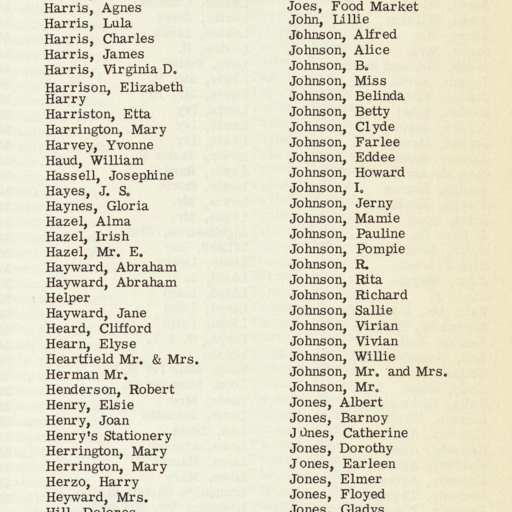 Harris, Agnes
Harris, Lula
Harris, Charles
Harris, James
Harris, Virginia D.
Harrison, Elizabeth
Harry
Harriston, Etta
Harrington, Mary
Harvey, Yvonne
Haud, William
Hassell, Josephine
Hayes, J. S.
Haynes, Gloria
Hazel, Alma
Hazel, Irish
Hazel, Mr. E.
Hayward, Abraham
Hayward, Abraham
Helper
Hayward, Jane
Heard, Clifford
Hearn, Elyse
Heartfield Mr. & Mrs.
Herman Mr.
Henderson, Robert
Henry, Elsie
Henry, Joan
Henry's Stationery
Herrington, Mary
Herrington, Mary
Herzo, Harry
Heyward, Mrs.
Hill, Dolores
Joes, Food Market
John, Lillie
Johnson, Alfred
Johnson, Alice
Johnson, B.
Johnson, Miss
Johnson, Belinda
Johnson, Betty
Johnson, Clyde
Johnson, Farlee
Johnson, Eddee
Johnson, Howard
Johnson, I.
Johnson, Jerny
Johnson, Mamie
Johnson, Pauline
Johnson, Pompie
Johnson, R.
Johnson, Rita
Johnson, Richard
Johnson, Sallie
Johnson, Virian
Johnson, Vivian
Johnson, Willie
Johnson, Mr. and Mrs.
Johnson, Mr.
Jones, Albert
Jones, Barnoy
Jones, Catherine
Jones, Dorothy
Jones, Earleen
Jones, Elmer
Jones, Floyed
Jones, Gladys